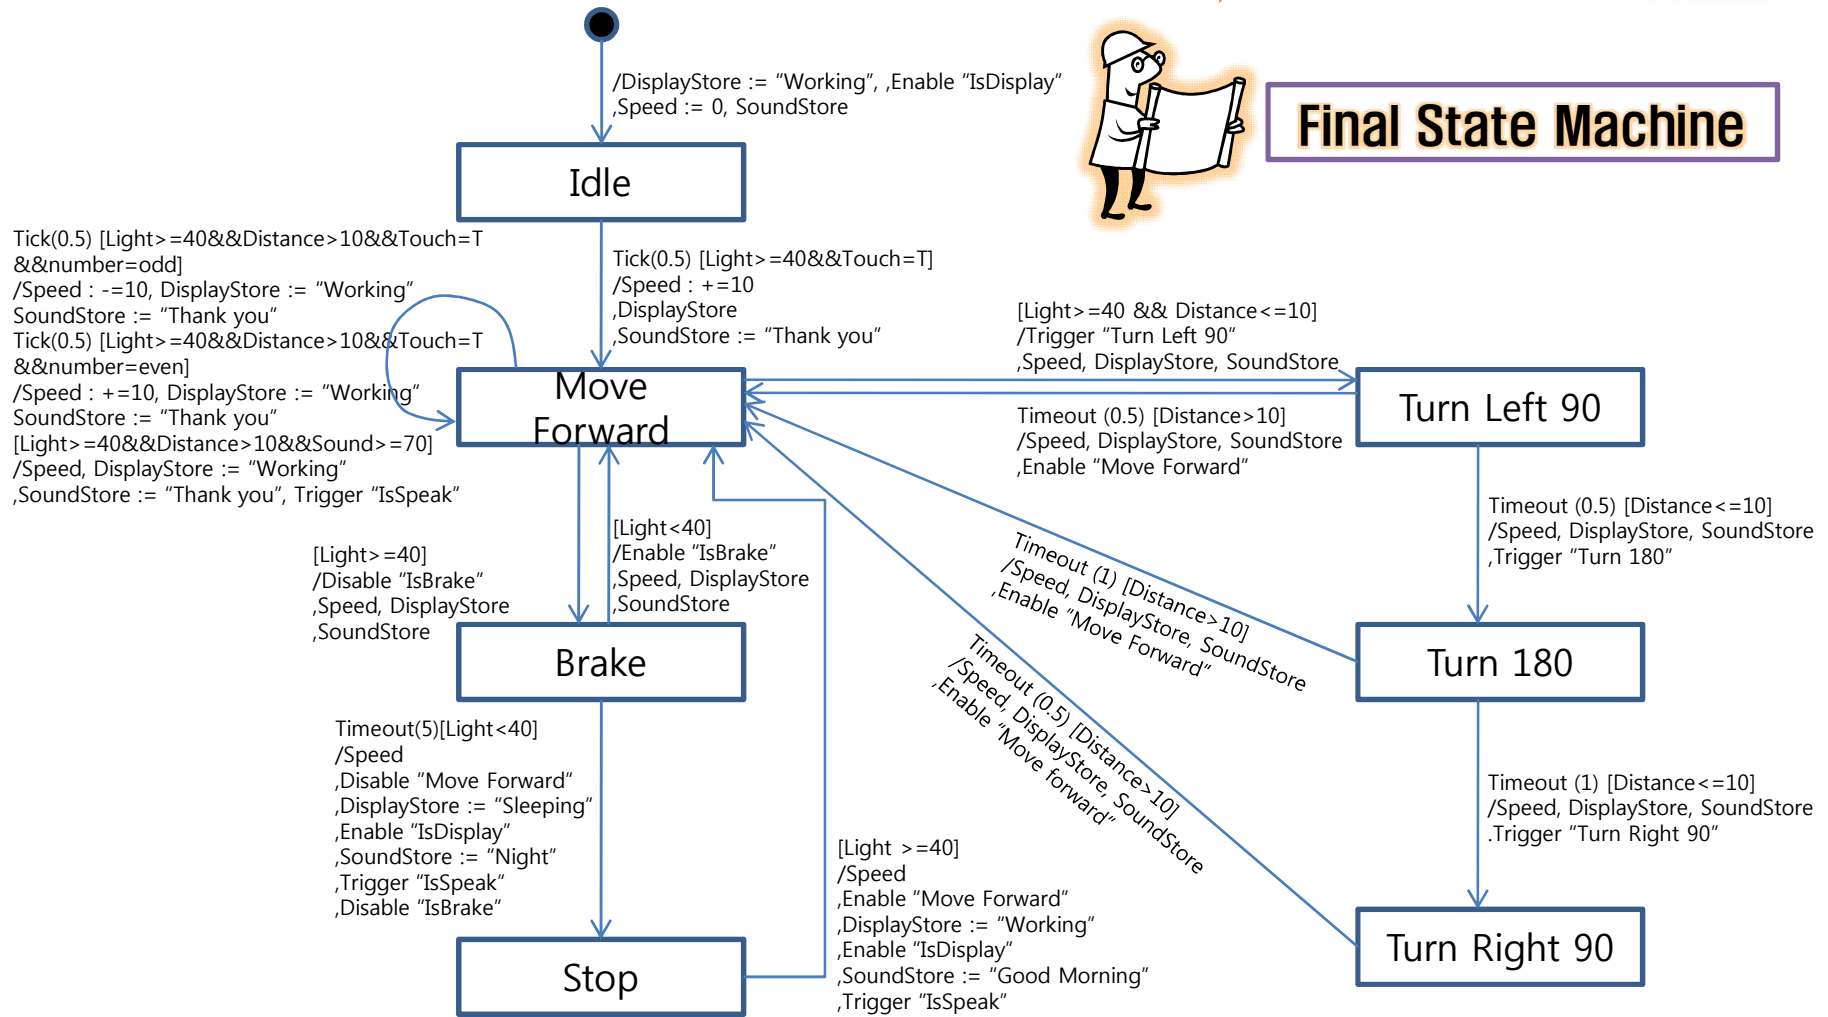 /DisplayStore := “Working”, ,Enable “IsDisplay”
,Speed := 0, SoundStore
Final State Machine
Idle
Tick(0.5) [Light>=40&&Distance>10&&Touch=T
&&number=odd]
/Speed : -=10, DisplayStore := “Working”
SoundStore := “Thank you”
Tick(0.5) [Light>=40&&Distance>10&&Touch=T
&&number=even]
/Speed : +=10, DisplayStore := “Working”
SoundStore := “Thank you”
[Light>=40&&Distance>10&&Sound>=70]
/Speed, DisplayStore := “Working”
,SoundStore := “Thank you”, Trigger “IsSpeak”
Tick(0.5) [Light>=40&&Touch=T]
/Speed : +=10
,DisplayStore
,SoundStore := “Thank you”
[Light>=40 && Distance<=10]
/Trigger “Turn Left 90”
,Speed, DisplayStore, SoundStore
Move
Forward
Turn Left 90
Timeout (0.5) [Distance>10]
/Speed, DisplayStore, SoundStore
,Enable “Move Forward”
Timeout (0.5) [Distance<=10]
/Speed, DisplayStore, SoundStore
,Trigger “Turn 180”
[Light>=40]
/Disable “IsBrake”
,Speed, DisplayStore
,SoundStore
[Light<40]
/Enable “IsBrake”
,Speed, DisplayStore
,SoundStore
Timeout (1) [Distance>10]
/Speed, DisplayStore, SoundStore
,Enable “Move Forward”
Brake
Turn 180
Timeout (0.5) [Distance>10]
/Speed, DisplayStore, SoundStore
,Enable “Move forward”
Timeout(5)[Light<40]
/Speed
,Disable “Move Forward”
,DisplayStore := “Sleeping”
,Enable “IsDisplay”
,SoundStore := “Night”
,Trigger “IsSpeak”
,Disable “IsBrake”
Timeout (1) [Distance<=10]
/Speed, DisplayStore, SoundStore
.Trigger “Turn Right 90”
[Light >=40]
/Speed
,Enable “Move Forward”
,DisplayStore := “Working”
,Enable “IsDisplay”
,SoundStore := “Good Morning”
,Trigger “IsSpeak”
Stop
Turn Right 90